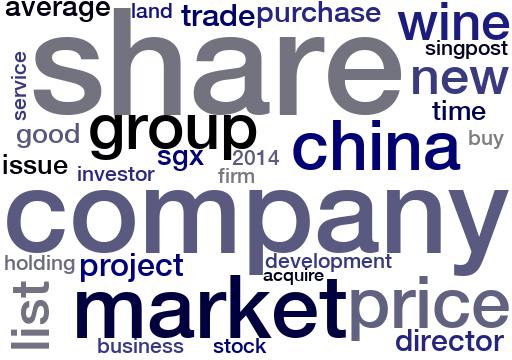 average
land
trade
purchase
wine
share
singpost
service
new
time
good
group
china
buy
sgx
2014
issue
investor
firm
company
holding
project
development
acquire
list
market
price
director
business
stock